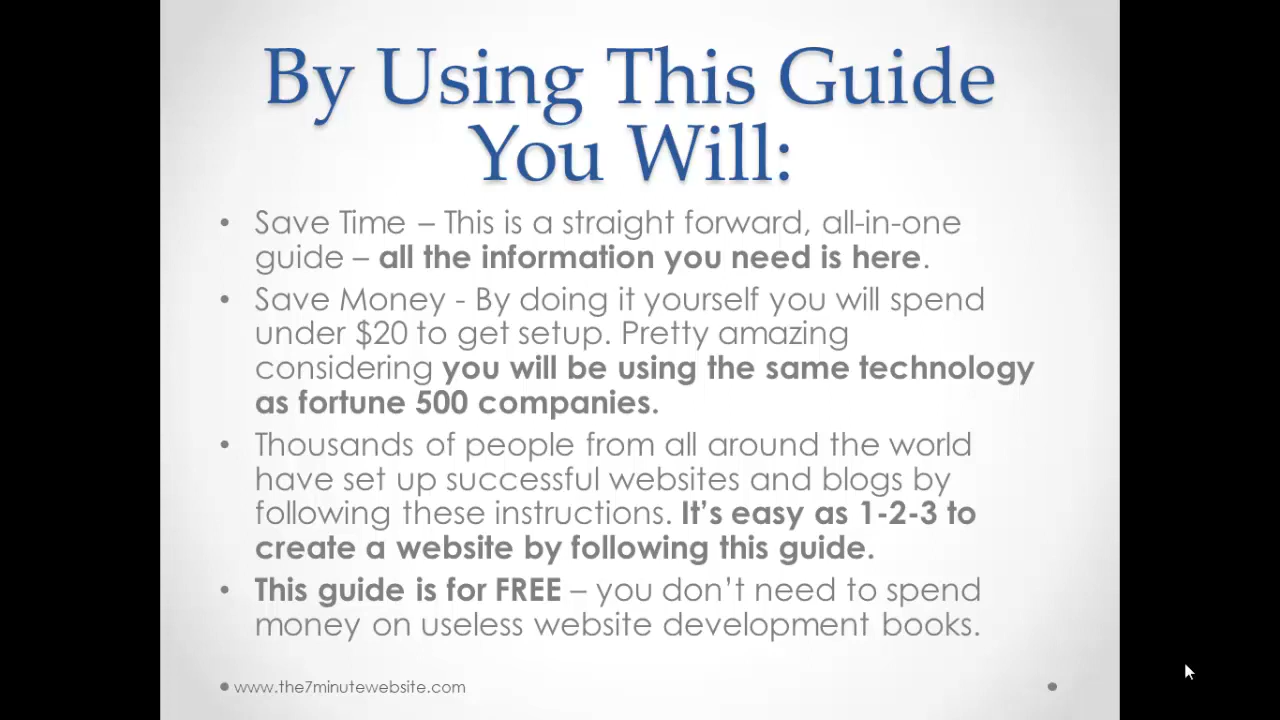 By Using This Guide
You Will:
• Save Time – This is a straight forward, all-in-one
guide – all the information you need is here.
• Save Money - By doing it yourself you will spend
under $20 to get setup. Pretty amazing
considering you will be using the same technology
as fortune 500 companies.
• Thousands of people from all around the world
have set up successful websites and blogs by
following these instructions. It’s easy as 1-2-3 to
create a website by following this guide.
• This guide is for FREE – you don’t need to spend
money on useless website development books.
www.the7minutewebsite.com